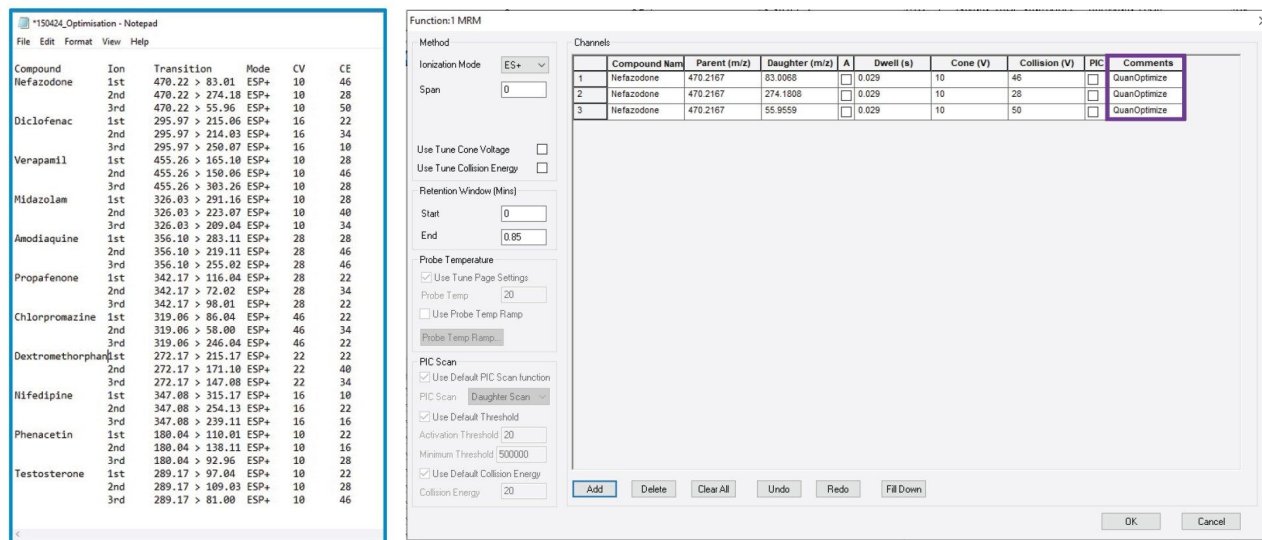 *150424_Optimisation - Notepad
File Edit Format View Help
Compound Ion Transition Mode CV CE
Nefazodone 1st 470.22 > 83.01 ESP+ 10 46
2nd 470.22 > 274.18 ESP+ 10 28
3rd 470.22 > 55.96 ESP+ 10 50
Diclofenac 1st 295.97 > 215.06 ESP+ 16 22
2nd 295.97 > 214.03 ESP+ 16 34
3rd 295.97 > 250.07 ESP+ 16 10
Verapamil 1st 455.26 > 165.10 ESP+ 10 28
2nd 455.26 > 150.06 ESP+ 10 46
3rd 455.26 > 303.26 ESP+ 10 28
Midazolam 1st 326.03 > 291.16 ESP+ 10 28
2nd 326.03 > 223.07 ESP+ 10 40
3rd 326.03 > 209.04 ESP+ 10 34
Amodiaquine 1st 356.10 > 283.11 ESP+ 28 28
2nd 356.10 > 219.11 ESP+ 28 46
3rd 356.10 > 255.02 ESP+ 28 46
Propafenone 1st 342.17 > 116.04 ESP+ 28 22
2nd 342.17 > 72.02 ESP+ 28 34
3rd 342.17 > 98.01 ESP+ 28 22
Chlorpromazine 1st 319.06 > 86.04 ESP+ 46 22
2nd 319.06 > 58.00 ESP+ 46 34
3rd 319.06 > 246.04 ESP+ 46 22
Dextromethorphan1st 272.17 > 215.17 ESP+ 22 22
2nd 272.17 > 171.10 ESP+ 22 40
3rd 272.17 > 147.08 ESP+ 22 34
Nifedipine 1st 347.08 > 315.17 ESP+ 16 10
2nd 347.08 > 254.13 ESP+ 16 22
3rd 347.08 > 239.11 ESP+ 16 16
Phenacetin 1st 180.04 > 110.01 ESP+ 10 22
2nd 180.04 > 138.11 ESP+ 10 16
3rd 180.04 > 92.96 ESP+ 10 28
Testosterone 1st 289.17 > 97.04 ESP+ 10 22
2nd 289.17 > 109.03 ESP+ 10 28
3rd 289.17 > 81.00 ESP+ 10 46
Function:1 MRM
Method
Ionization Mode ES+
Span 0
Use Tune Cone Voltage
Use Tune Collision Energy
Retention Window (Mins)
Start 0
End 0.85
Probe Temperature
Use Tune Page Settings
Probe Temp 20
Use Probe Temp Ramp
Probe Temp Ramp...
PIC Scan
Use Default PIC Scan function
PIC Scan Daughter Scan
Use Default Threshold
Activation Threshold 20
Minimum Threshold 500000
Use Default Collision Energy
Collision Energy 20
Channels
Compound Nam Parent (m/z) Daughter (m/z) A Dwell (s) Cone (V) Collision (V) PIC Comments
1 Nefazodone 470.2167 83.0068 0.029 10 46 QuanOptimize
2 Nefazodone 470.2167 274.1808 0.029 10 28 QuanOptimize
3 Nefazodone 470.2167 55.9559 0.029 10 50 QuanOptimize
Add Delete Clear All Undo Redo Fill Down
OK Cancel